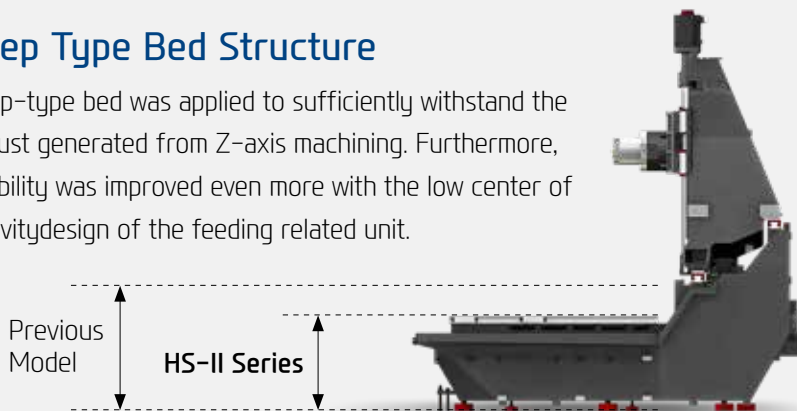 ep Type Bed Structure
p-type bed was applied to sufficiently withstand the
ust generated from Z-axis machining. Furthermore,
bility was improved even more with the low center of
vitydesign of the feeding related unit.
Previous
Model
HS-II Series